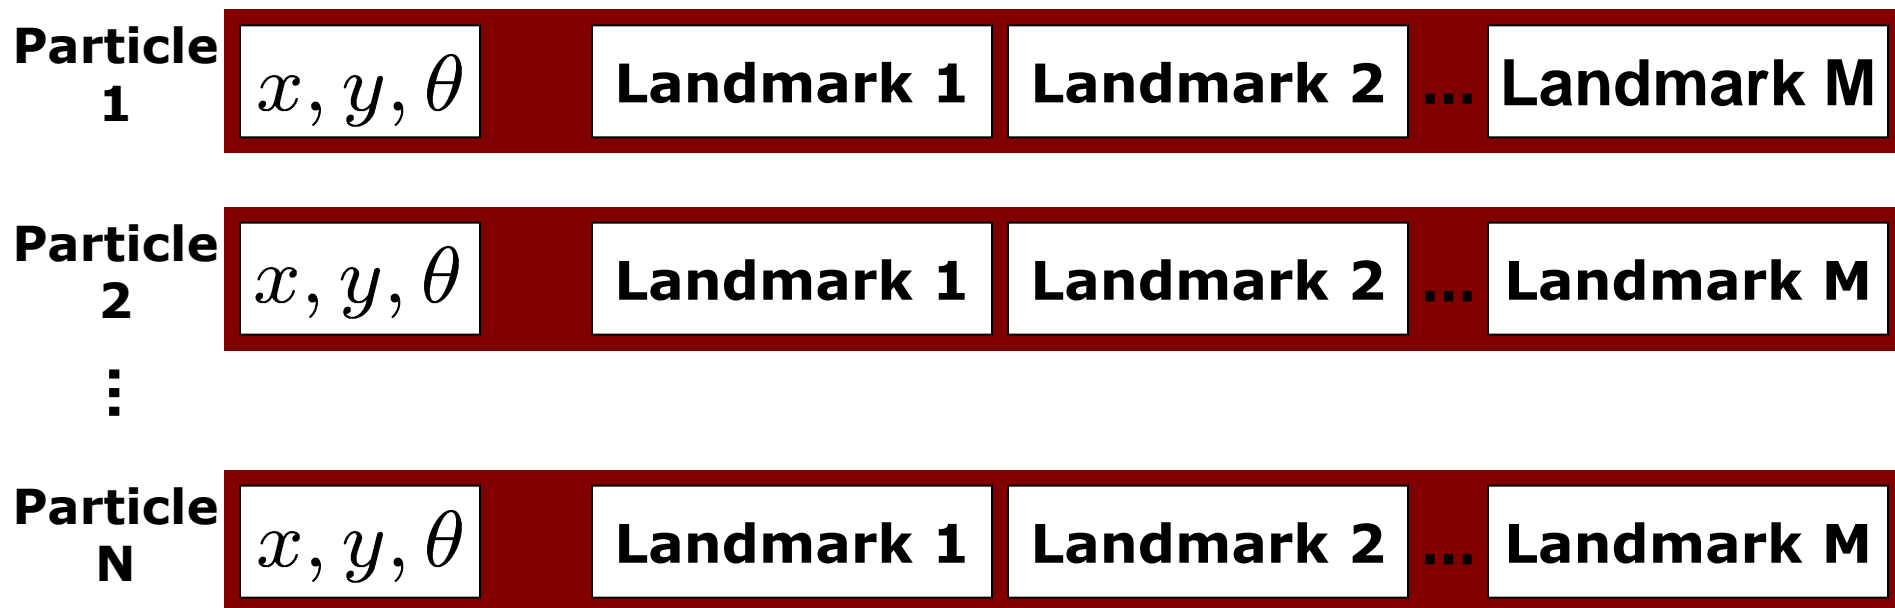 Particle
1
x, y, θ
Landmark 1
Landmark 2
...
Landmark M
Particle
2
x, y, θ
Landmark 1
Landmark 2
...
Landmark M
⋮
Particle
N
x, y, θ
Landmark 1
Landmark 2
...
Landmark M